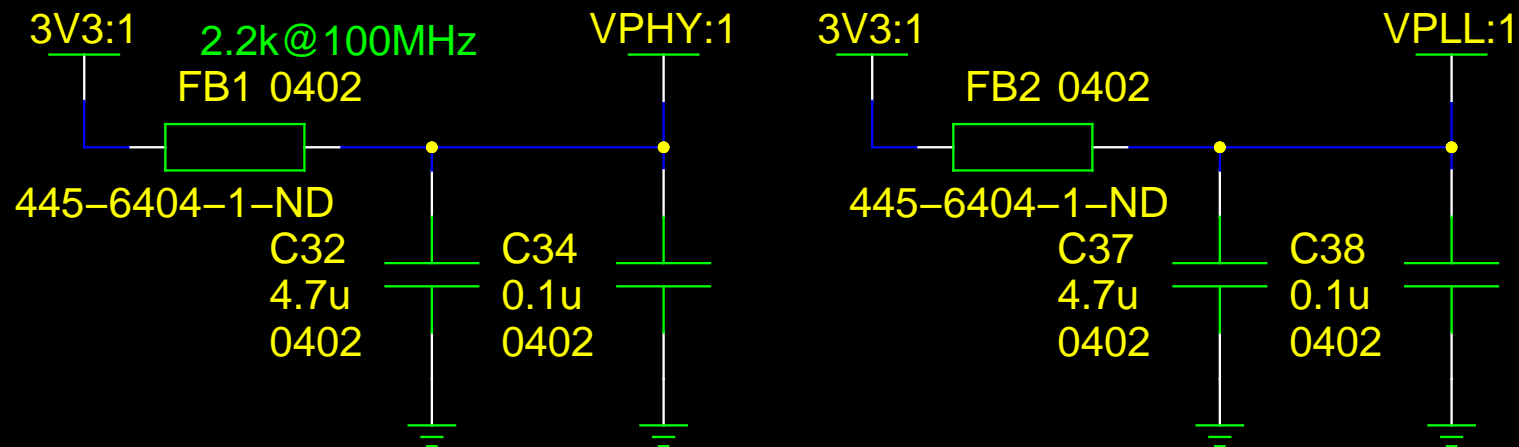 3V3:1
2.2k@100MHz
VPHY:1
FB1 0402
445–6404–1–ND
C32
4.7u
0402
C34
0.1u
0402
3V3:1
VPLL:1
FB2 0402
445–6404–1–ND
C37
4.7u
0402
C38
0.1u
0402